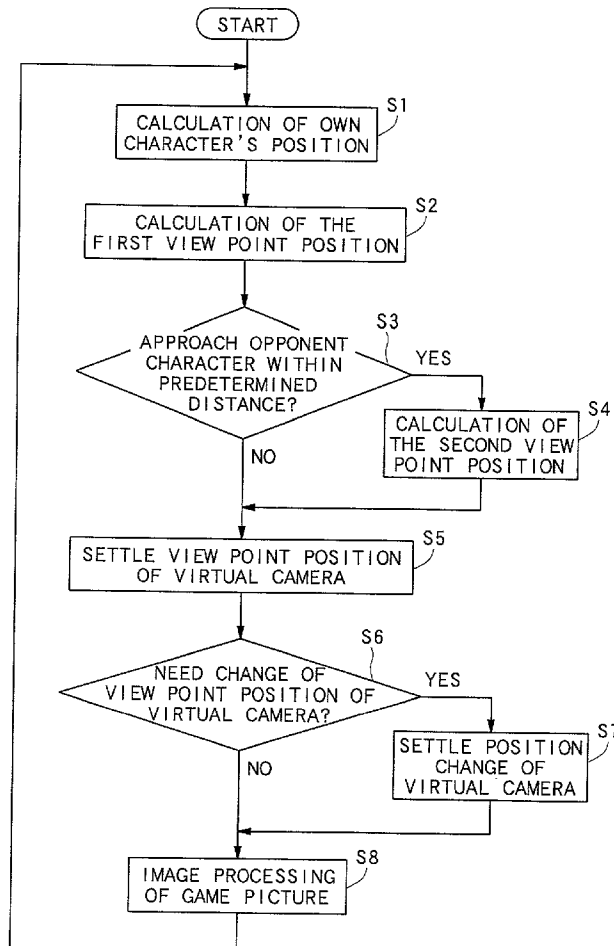 START
S1
CALCULATION OF OWN
CHARACTER'S POSITION
S2
CALCULATION OF THE
FIRST VIEW POINT POSITION
S3
APPROACH OPPONENT
CHARACTER WITHIN
PREDETERMINED
DISTANCE?
YES
NO
S4
CALCULATION OF
THE SECOND VIEW
POINT POSITION
S5
SETTLE VIEW POINT POSITION
OF VIRTUAL CAMERA
S6
NEED CHANGE OF
VIEW POINT POSITION OF
VIRTUAL CAMERA?
YES
NO
S7
SETTLE POSITION
CHANGE OF
VIRTUAL CAMERA
S8
IMAGE PROCESSING
OF GAME PICTURE